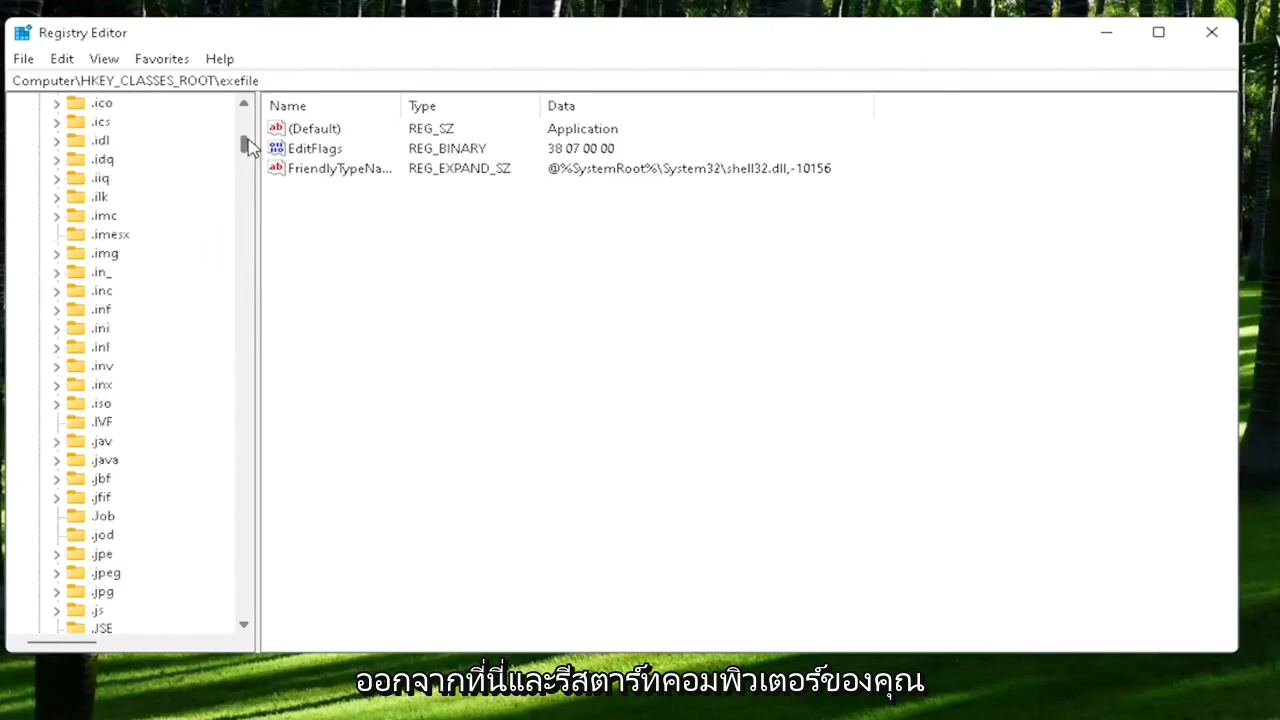 Registry Editor
File Edit View Favorites Help
Computer\HKEY_CLASSES_ROOT\exefile
Name Type Data
(Default) REG_SZ Application
EditFlags REG_BINARY 38 07 00 00
FriendlyTypeNa... REG_EXPAND_SZ @%SystemRoot%\System32\shell32.dll,-10156
.ico
.ics
.idl
.idq
.iiq
.ilk
.imc
.imesx
.img
.in_
.inc
.inf
.ini
.inl
.inv
.inx
.iso
.IVF
.jav
.java
.jbf
.jfif
.Job
.jod
.jpe
.jpeg
.jpg
.js
.JSE
ออกจากที่นี่และรีสตาร์ทคอมพิวเตอร์ของคุณ